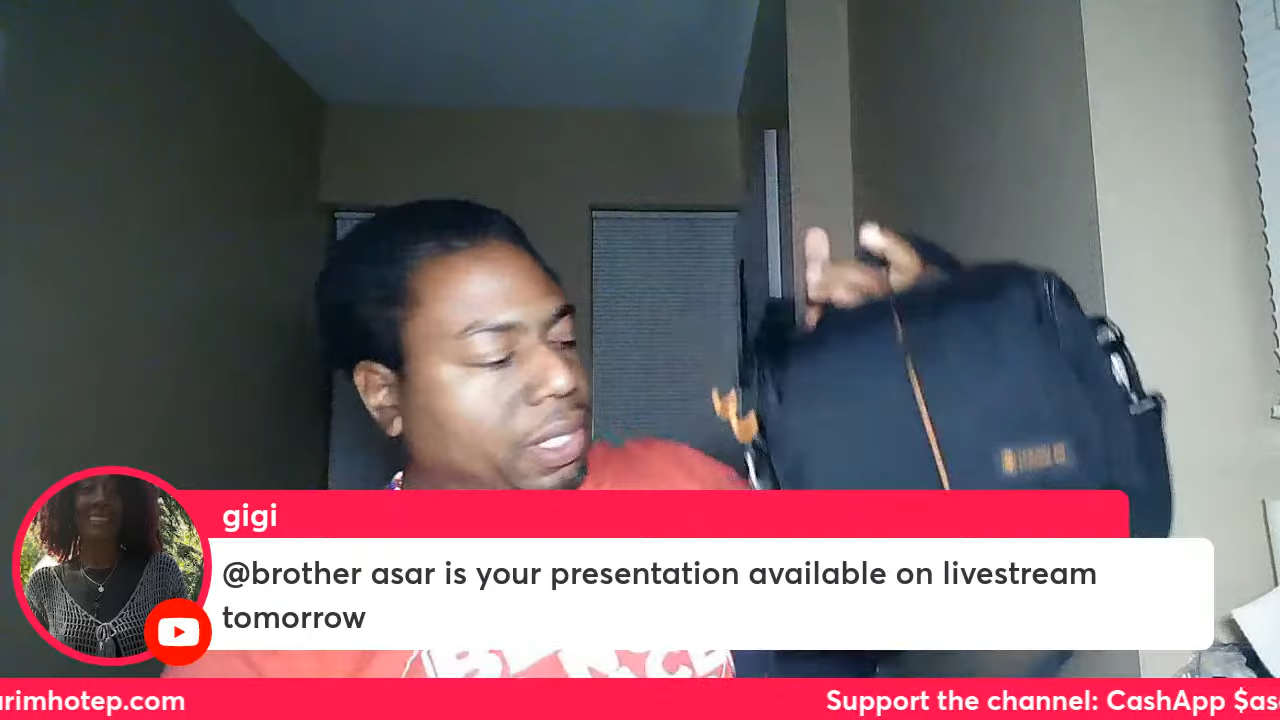 gigi
@brother asar is your presentation available on livestream
tomorrow
arimhotep.com
Support the channel: CashApp $as